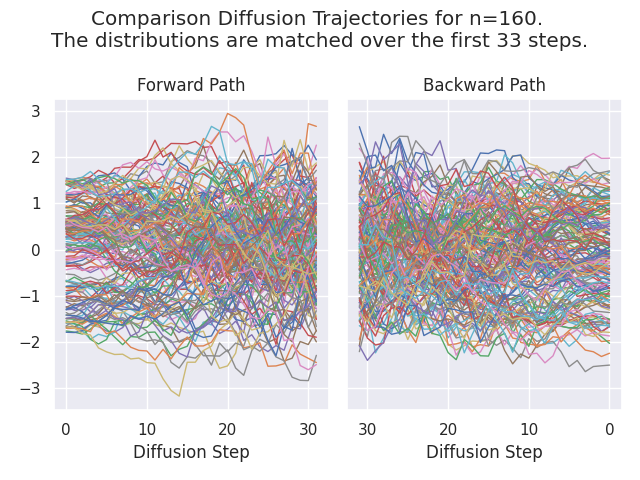 Comparison Diffusion Trajectories for n=160.
The distributions are matched over the first 33 steps.
Forward Path
Backward Path
3
2
1
0
−1
−2
−3
0 10 20 30
30 20 10 0
Diffusion Step
Diffusion Step